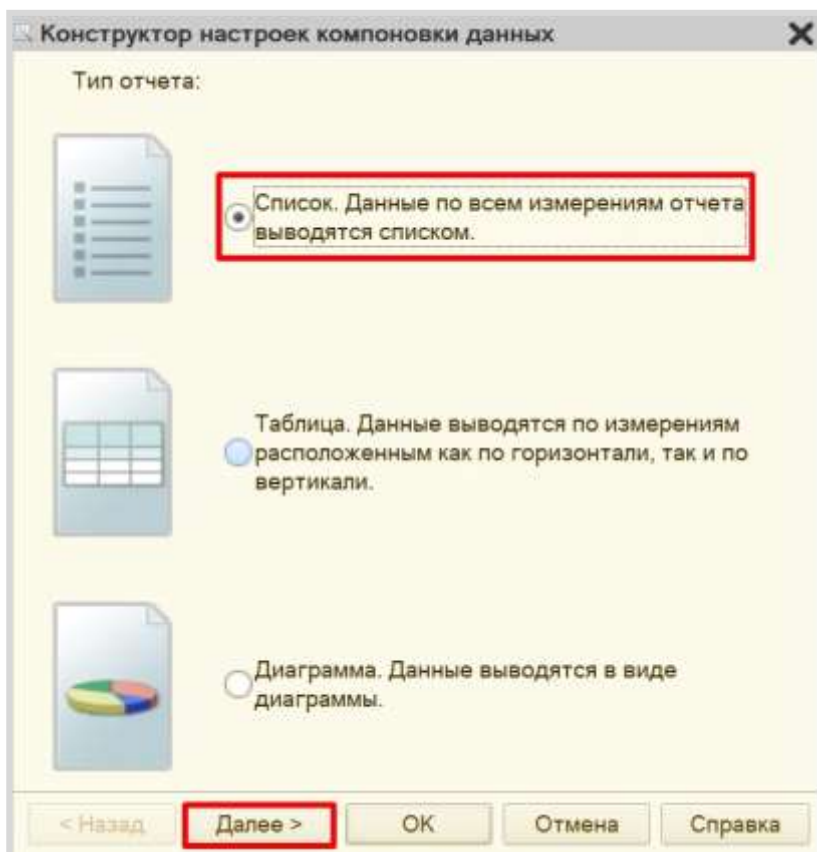 Конструктор настроек компоновки данных
Тип отчета:
Список. Данные по всем измерениям отчета
выводятся списком.
Таблица. Данные выводятся по измерениям
расположенным как по горизонтали, так и по
вертикали.
Диаграмма. Данные выводятся в виде
диаграммы.
< Назад Далее > ОК Отмена Справка